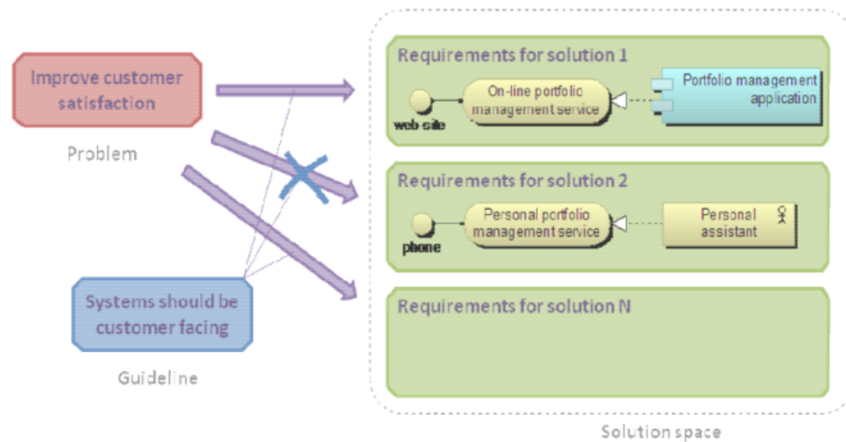 Improve customer
satisfaction
Problem
Systems should be
customer facing
Guideline
Requirements for solution 1
On-line portfolio
management service
web-site
Portfolio management
application
Requirements for solution 2
Personal portfolio
management service
phone
Personal
assistant
Requirements for solution N
Solution space